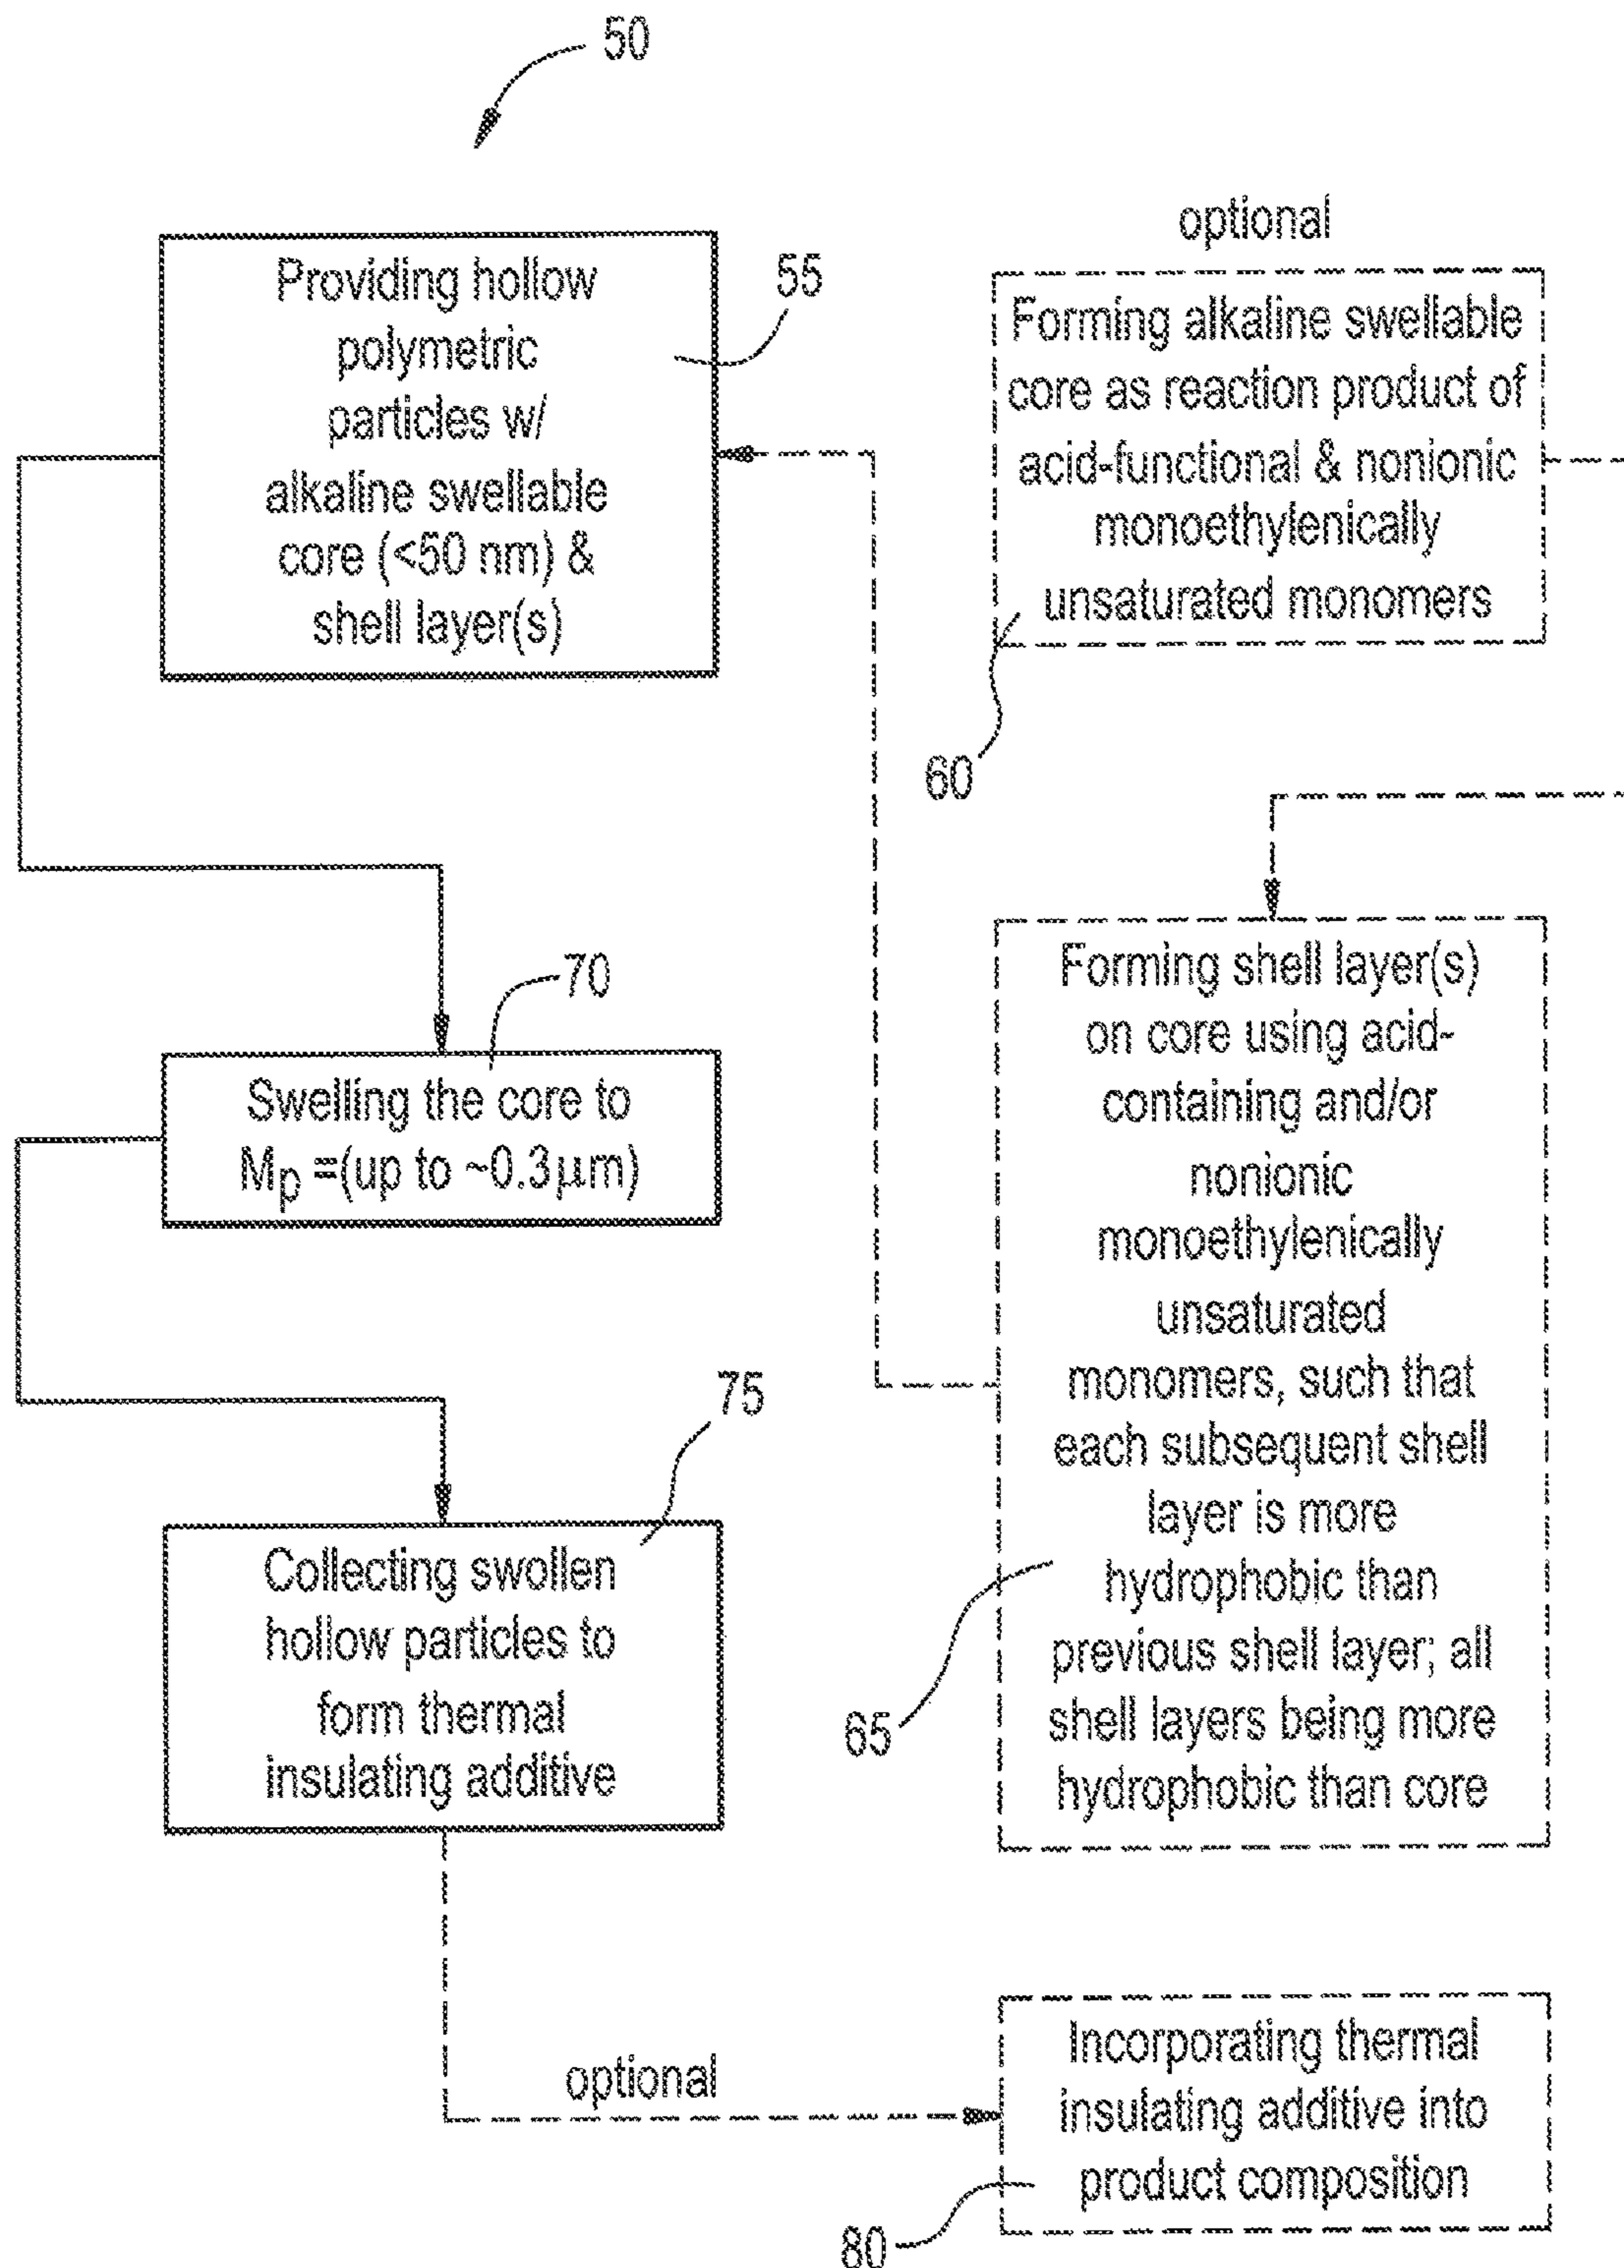 50
optional
Providing hollow
polymetric
particles w/
alkaline swellable
core (<50 nm) &
shell layer(s)
55
Forming alkaline swellable
core as reaction product of
acid-functional & nonionic
monoethylenically
unsaturated monomers
60
70
Swelling the core to
Mp =(up to ~0.3μm)
Forming shell layer(s)
on core using acid-
containing and/or
nonionic
monoethylenically
unsaturated
monomers, such that
each subsequent shell
layer is more
hydrophobic than
previous shell layer; all
shell layers being more
hydrophobic than core
65
75
Collecting swollen
hollow particles to
form thermal
insulating additive
optional
Incorporating thermal
insulating additive into
product composition
80